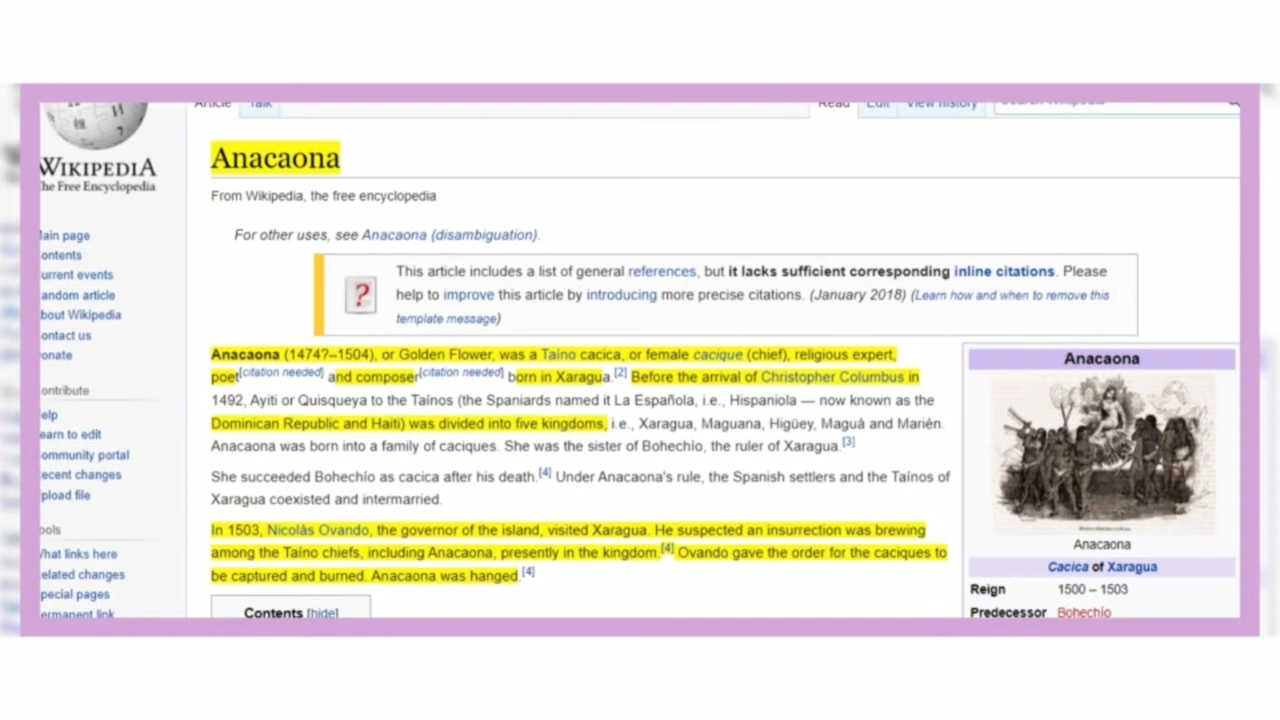 Article Talk Read Edit View history
WIKIPEDIA
The Free Encyclopedia
Main page
ontents
urrent events
andom article
bout Wikipedia
ontact us
onate
ontribute
elp
earn to edit
ommunity portal
ecent changes
pload file
ools
What links here
elated changes
pecial pages
ermanent link
Anacaona
From Wikipedia, the free encyclopedia
For other uses, see Anacaona (disambiguation).
This article includes a list of general references, but it lacks sufficient corresponding inline citations. Please
help to improve this article by introducing more precise citations. (January 2018) (Learn how and when to remove this
template message)
Anacaona (1474?–1504), or Golden Flower, was a Taíno cacica, or female cacique (chief), religious expert,
poet[citation needed] and composer[citation needed] born in Xaragua.[2] Before the arrival of Christopher Columbus in
1492, Ayiti or Quisqueya to the Taínos (the Spaniards named it La Española, i.e., Hispaniola — now known as the
Dominican Republic and Haiti) was divided into five kingdoms, i.e., Xaragua, Maguana, Higüey, Maguá and Marién.
Anacaona was born into a family of caciques. She was the sister of Bohechío, the ruler of Xaragua.[3]
She succeeded Bohechío as cacica after his death.[4] Under Anacaona's rule, the Spanish settlers and the Taínos of
Xaragua coexisted and intermarried.
In 1503, Nicolás Ovando, the governor of the island, visited Xaragua. He suspected an insurrection was brewing
among the Taíno chiefs, including Anacaona, presently in the kingdom.[4] Ovando gave the order for the caciques to
be captured and burned. Anacaona was hanged.[4]
Contents [hide]
Anacaona
Anacaona
Cacica of Xaragua
Reign 1500 – 1503
Predecessor Bohechío